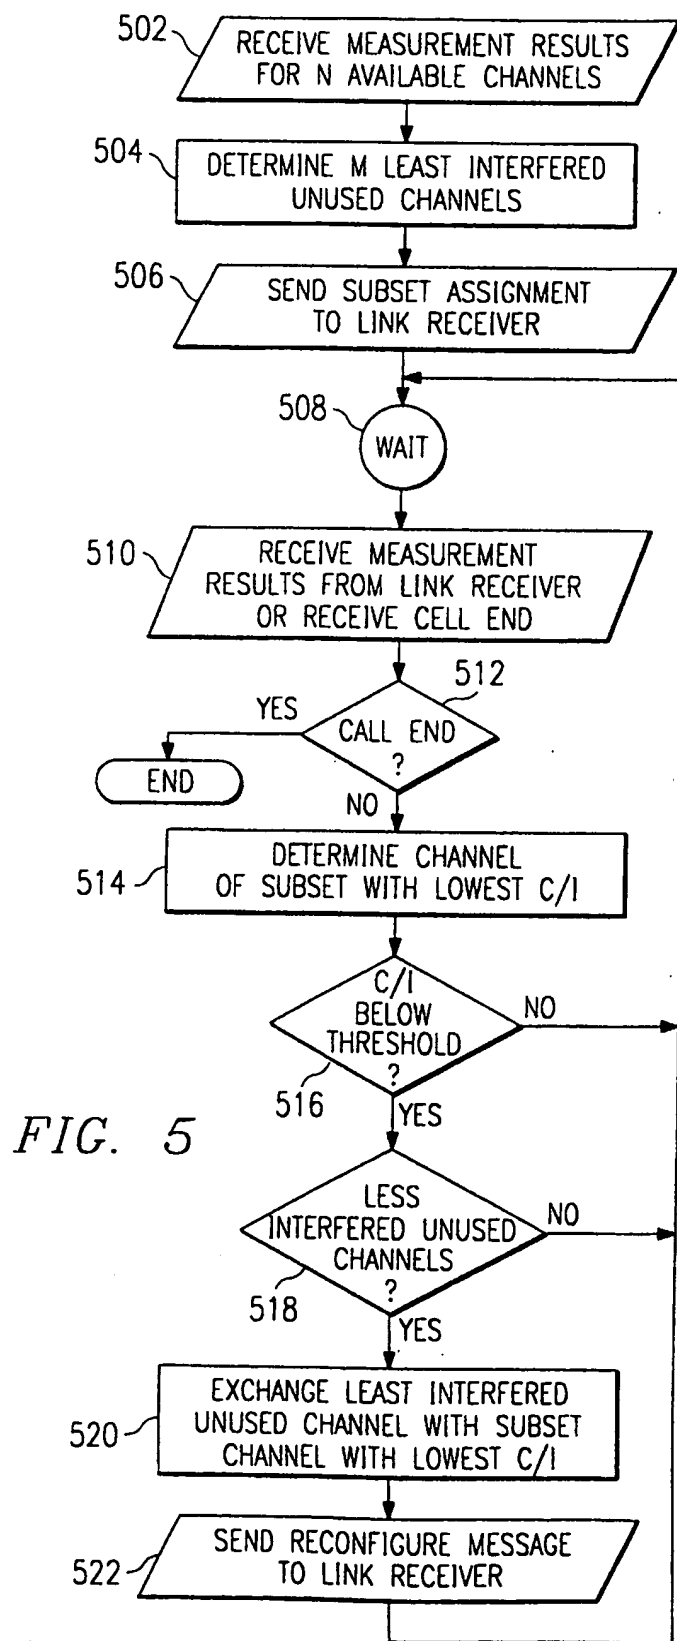 502
RECEIVE MEASUREMENT RESULTS
FOR N AVAILABLE CHANNELS
504
DETERMINE M LEAST INTERFERED
UNUSED CHANNELS
506
SEND SUBSET ASSIGNMENT
TO LINK RECEIVER
508
WAIT
510
RECEIVE MEASUREMENT
RESULTS FROM LINK RECEIVER
OR RECEIVE CELL END
512
YES
CALL END
?
END
NO
514
DETERMINE CHANNEL
OF SUBSET WITH LOWEST C/I
C/I
BELOW
THRESHOLD
?
NO
516
YES
FIG. 5
LESS
INTERFERED UNUSED
CHANNELS
?
NO
518
YES
520
EXCHANGE LEAST INTERFERED
UNUSED CHANNEL WITH SUBSET
CHANNEL WITH LOWEST C/I
522
SEND RECONFIGURE MESSAGE
TO LINK RECEIVER